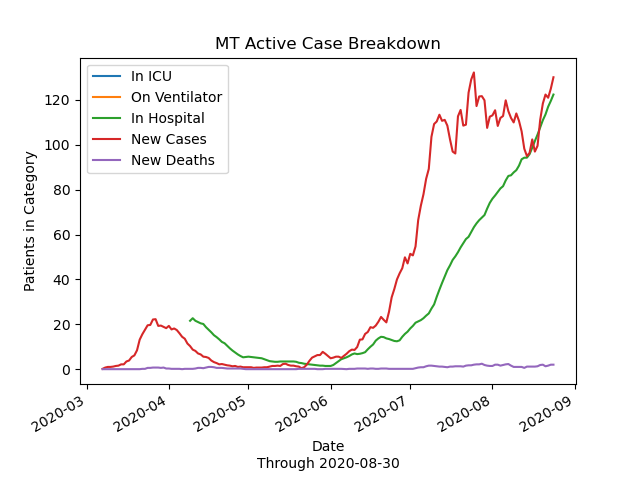 MT Active Case Breakdown
In ICU
On Ventilator
In Hospital
New Cases
New Deaths
Patients in Category
120
100
80
60
40
20
0
2020-03
2020-04
2020-05
2020-06
2020-07
2020-08
2020-09
Date
Through 2020-08-30